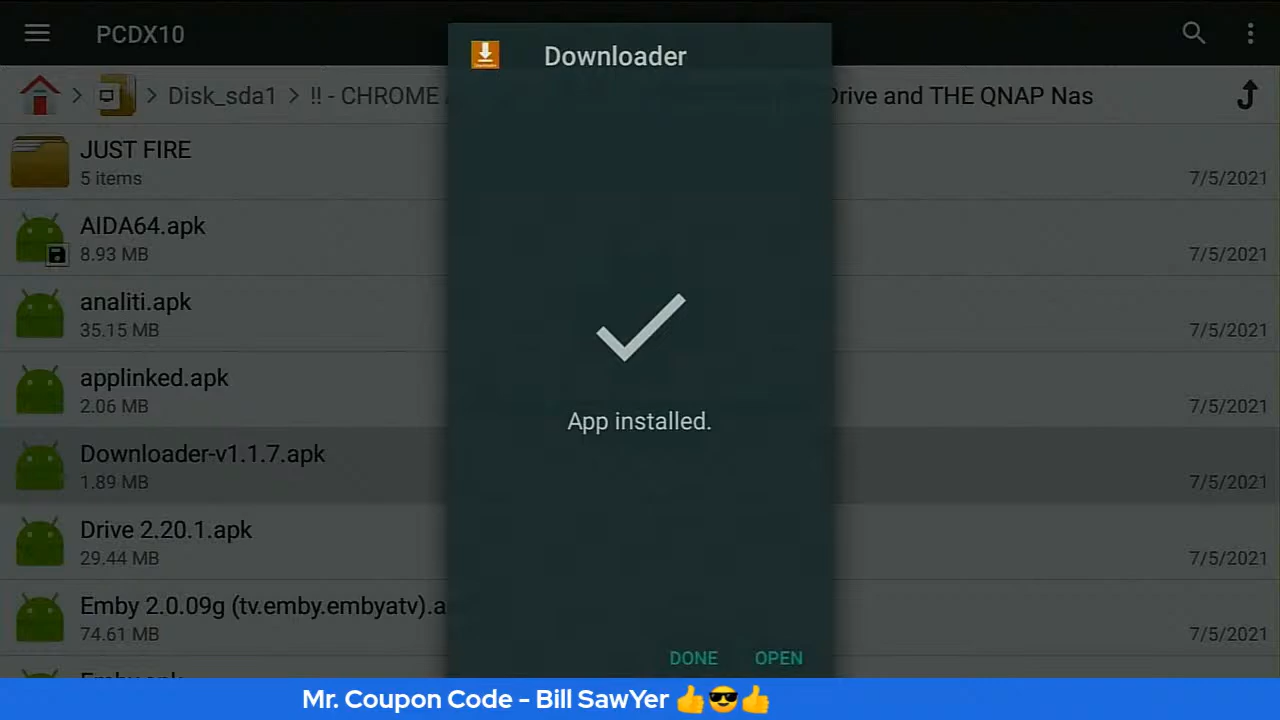 PCDX10
Downloader
Disk_sda1
!! - CHROME
Drive and THE QNAP Nas
JUST FIRE
5 items
7/5/2021
AIDA64.apk
8.93 MB
7/5/2021
analiti.apk
35.15 MB
7/5/2021
applinked.apk
2.06 MB
7/5/2021
Downloader-v1.1.7.apk
1.89 MB
7/5/2021
Drive 2.20.1.apk
29.44 MB
7/5/2021
Emby 2.0.09g (tv.emby.embyatv).a
74.61 MB
7/5/2021
App installed.
DONE
OPEN
Mr. Coupon Code - Bill SawYer 👍😎👍